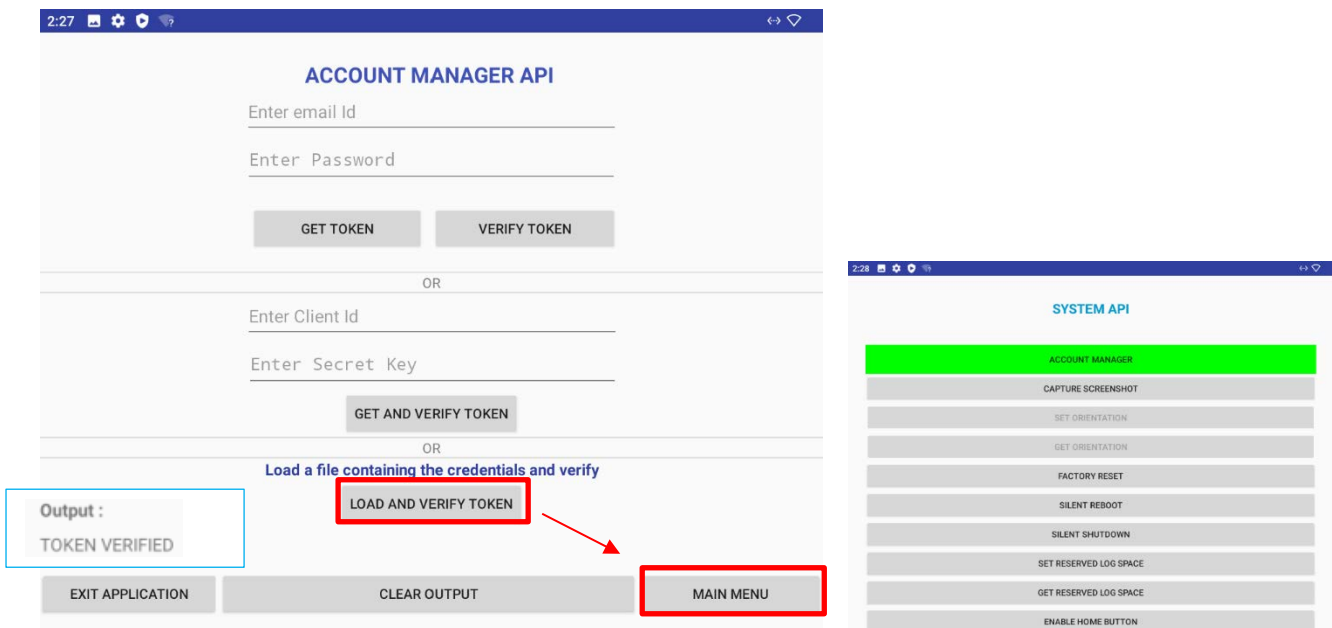 2:27
ACCOUNT MANAGER API
Enter email Id
Enter Password
GET TOKEN
VERIFY TOKEN
OR
Enter Client Id
Enter Secret Key
GET AND VERIFY TOKEN
OR
Load a file containing the credentials and verify
LOAD AND VERIFY TOKEN
Output :
TOKEN VERIFIED
EXIT APPLICATION
CLEAR OUTPUT
MAIN MENU
2:28
SYSTEM API
ACCOUNT MANAGER
CAPTURE SCREENSHOT
SET ORIENTATION
GET ORIENTATION
FACTORY RESET
SILENT REBOOT
SILENT SHUTDOWN
SET RESERVED LOG SPACE
GET RESERVED LOG SPACE
ENABLE HOME BUTTON